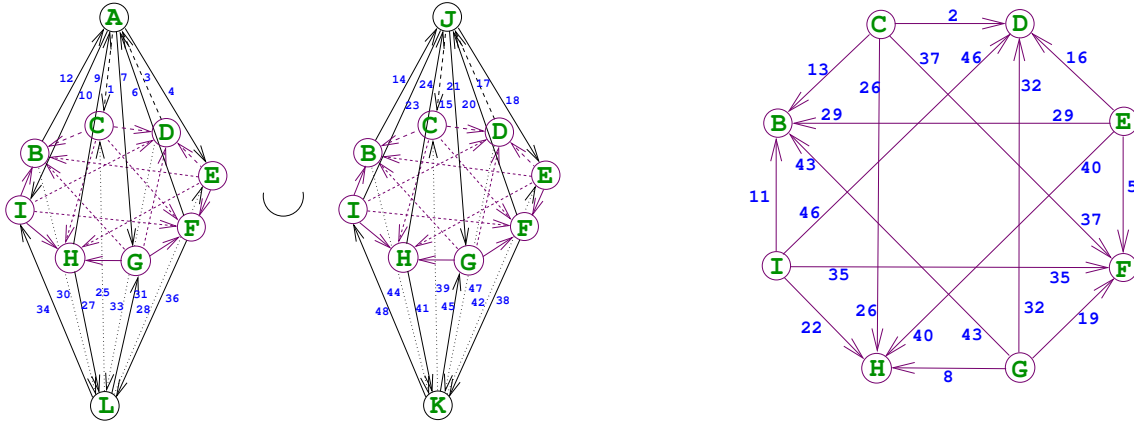 A J
C 2 D
12 9 7 3 14 24 21 17
10 1 6 4 23 15 20 18
13 26 37 46 32 16
C D C D
B B
B 29 29 E
E E
43 40
I I
F F
11 5
46 37
H G H G
I 35 35 F
30 25 31 36 44 39 47 38
34 27 33 28 48 41 45 42
22 26 40 43 32 19
H 8 G
L K